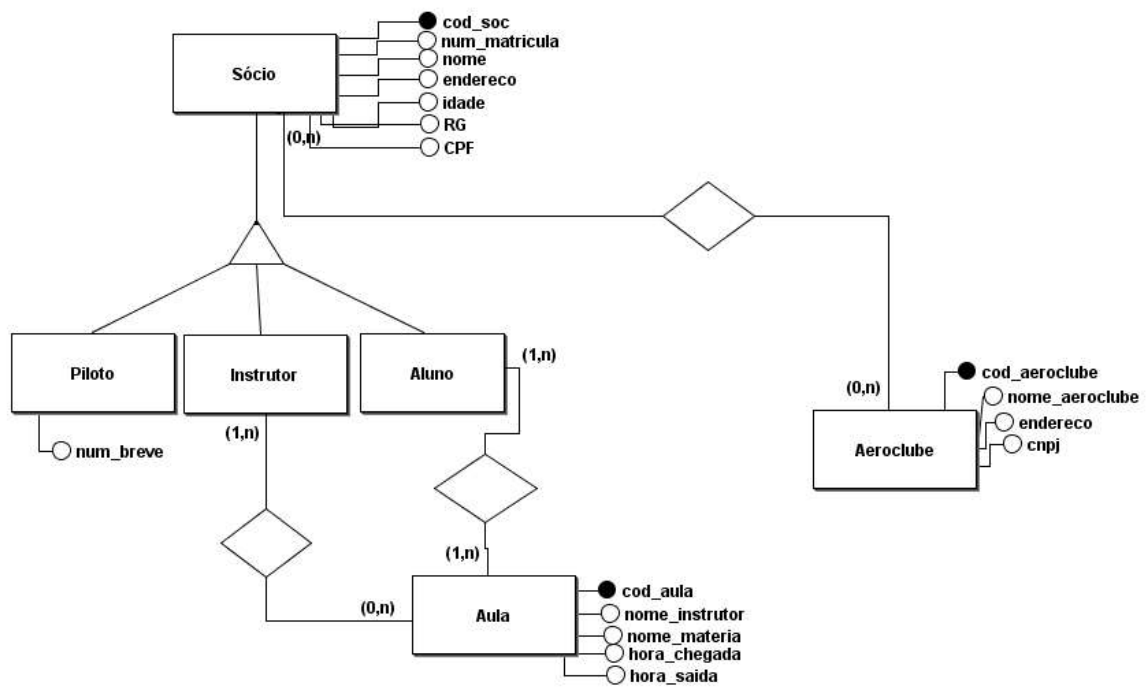 cod_soc
num_matricula
nome
endereco
idade
RG
CPF
Sócio
(0,n)
Piloto
Instrutor
Aluno
(1,n)
num_breve
(1,n)
(0,n)
cod_aeroclube
nome_aeroclube
endereco
cnpj
Aeroclube
(1,n)
(0,n)
Aula
cod_aula
nome_instrutor
nome_materia
hora_chegada
hora_saida